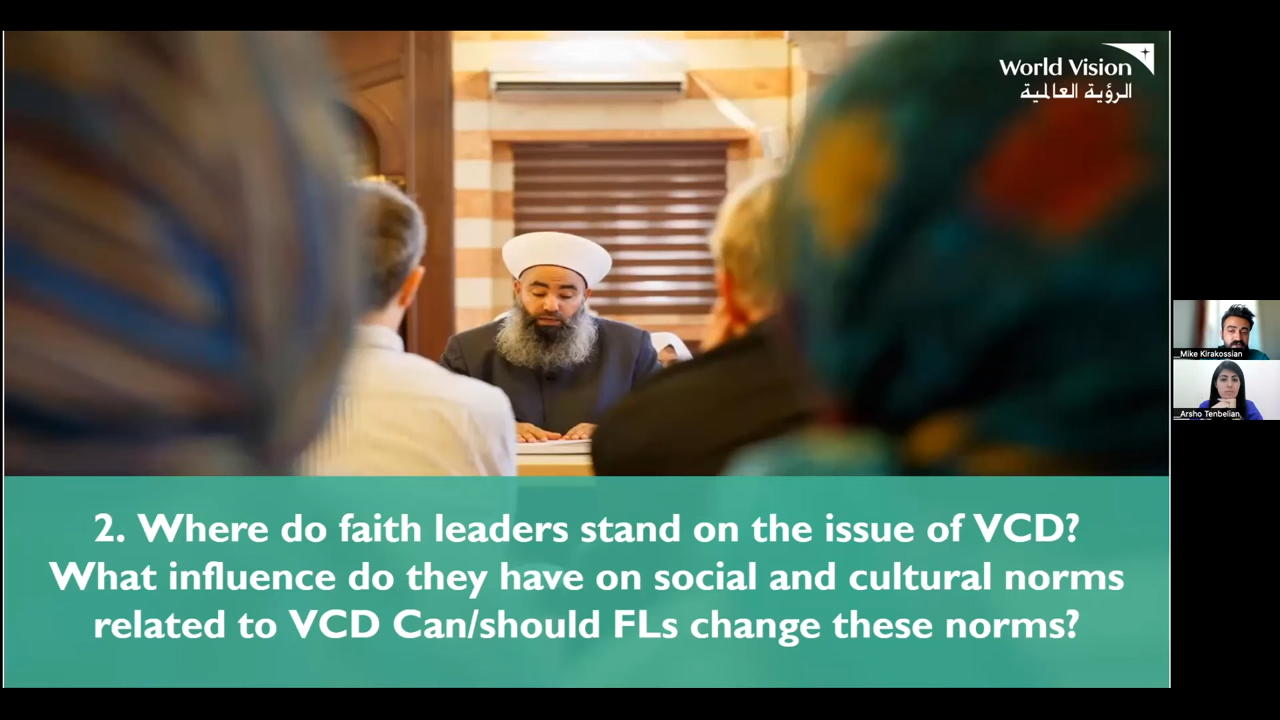 World Vision
الرؤية العالمية
Mike Kirakossian
Arsho Tenbelian
2. Where do faith leaders stand on the issue of VCD?
What influence do they have on social and cultural norms
related to VCD Can/should FLs change these norms?